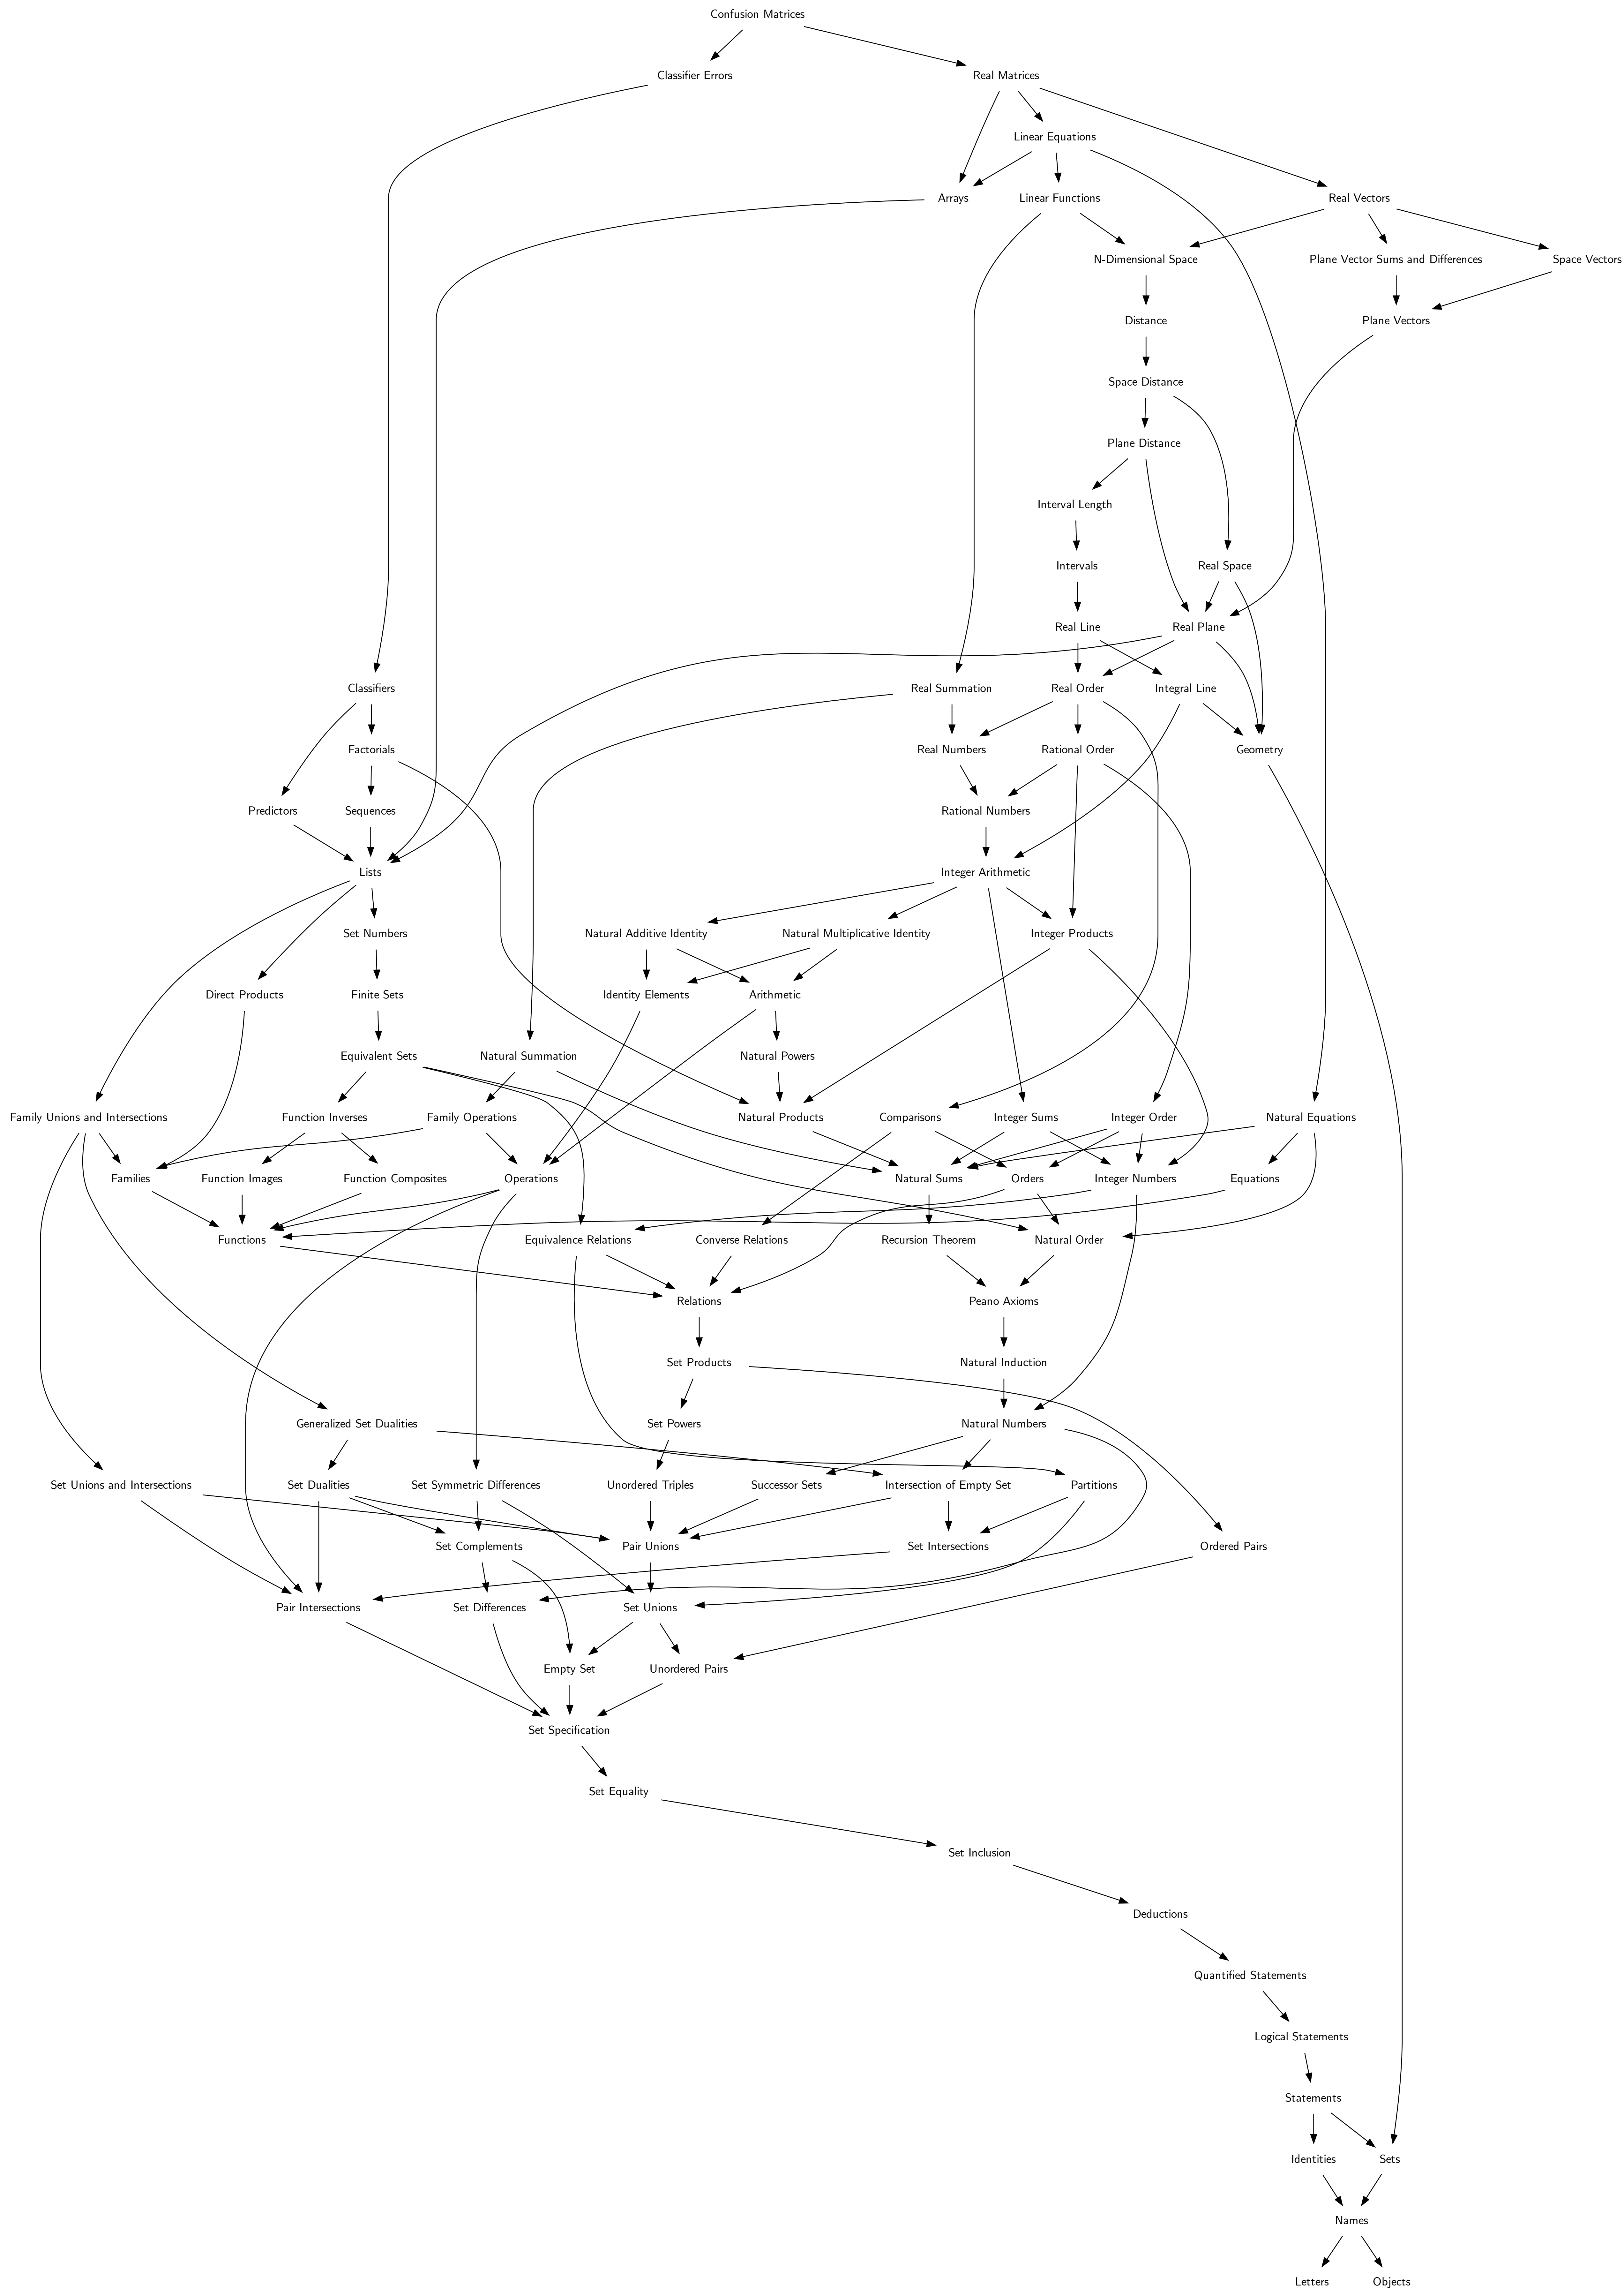 Confusion Matrices
Classifier Errors
Real Matrices
Linear Equations
Arrays
Linear Functions
Real Vectors
N-Dimensional Space
Plane Vector Sums and Differences
Space Vectors
Distance
Plane Vectors
Space Distance
Plane Distance
Interval Length
Intervals
Real Space
Real Line
Real Plane
Classifiers
Real Summation
Real Order
Integral Line
Factorials
Real Numbers
Rational Order
Geometry
Predictors
Sequences
Rational Numbers
Lists
Integer Arithmetic
Set Numbers
Natural Additive Identity
Natural Multiplicative Identity
Integer Products
Direct Products
Finite Sets
Identity Elements
Arithmetic
Equivalent Sets
Natural Summation
Natural Powers
Family Unions and Intersections
Function Inverses
Family Operations
Natural Products
Comparisons
Integer Sums
Integer Order
Natural Equations
Families
Function Images
Function Composites
Operations
Natural Sums
Orders
Integer Numbers
Equations
Functions
Equivalence Relations
Converse Relations
Recursion Theorem
Natural Order
Relations
Peano Axioms
Set Products
Natural Induction
Generalized Set Dualities
Set Powers
Natural Numbers
Set Unions and Intersections
Set Dualities
Set Symmetric Differences
Unordered Triples
Successor Sets
Intersection of Empty Set
Partitions
Set Complements
Pair Unions
Set Intersections
Ordered Pairs
Pair Intersections
Set Differences
Set Unions
Empty Set
Unordered Pairs
Set Specification
Set Equality
Set Inclusion
Deductions
Quantified Statements
Logical Statements
Statements
Identities
Sets
Names
Letters
Objects